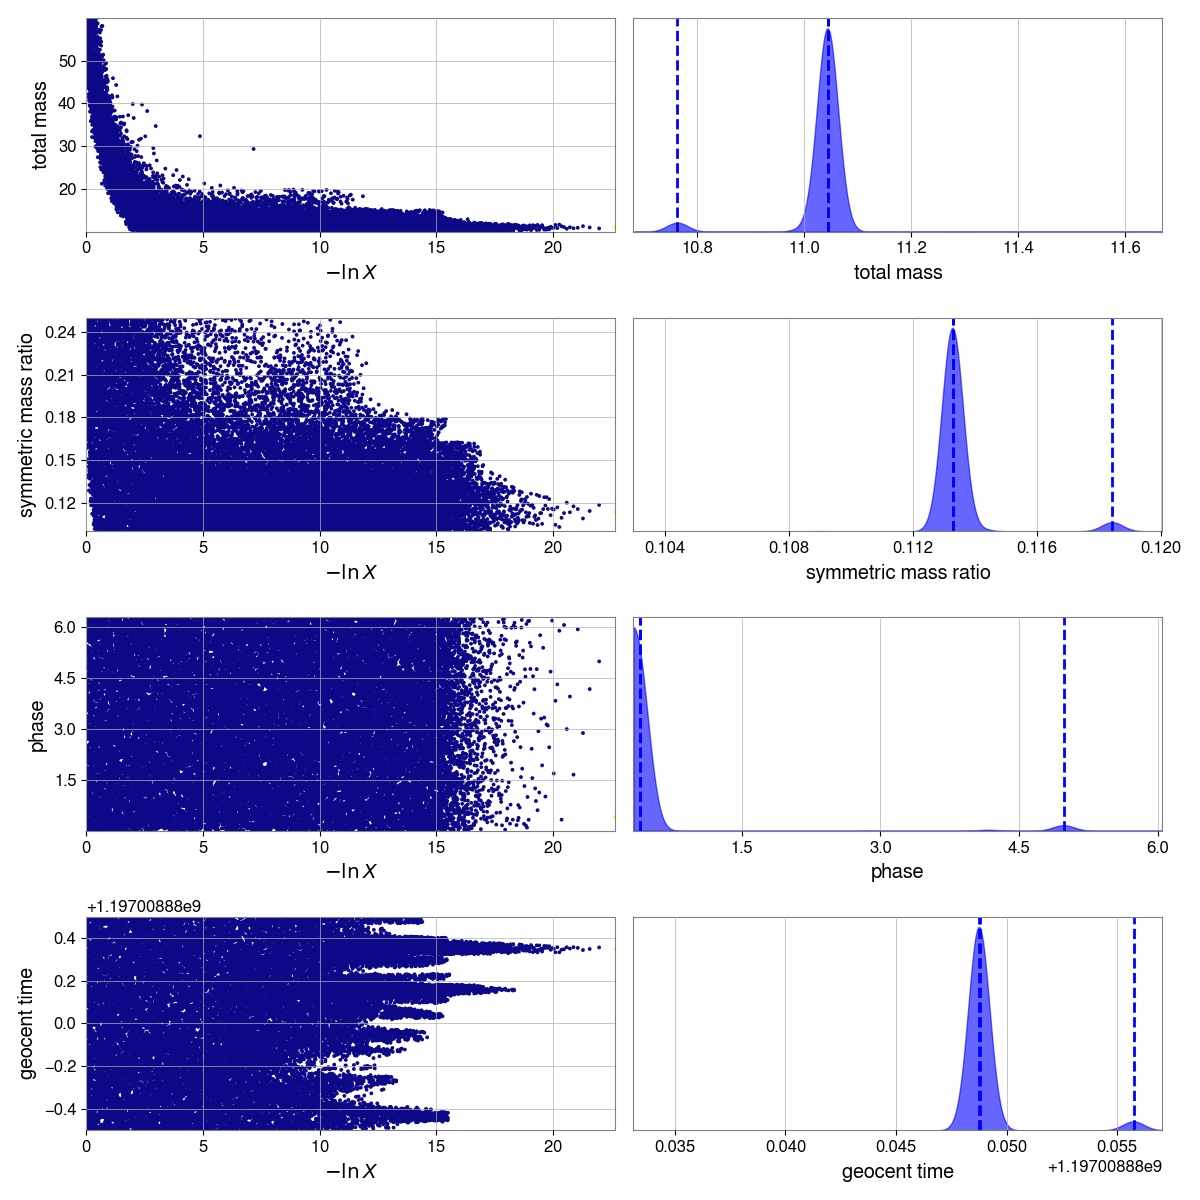 total mass
50
40
30
20
0 5 10 15 20
−ln X
10.8 11.0 11.2 11.4 11.6
total mass
symmetric mass ratio
0.24
0.21
0.18
0.15
0.12
0 5 10 15 20
−ln X
0.104 0.108 0.112 0.116 0.120
symmetric mass ratio
phase
6.0
4.5
3.0
1.5
0 5 10 15 20
−ln X
1.5 3.0 4.5 6.0
phase
+1.19700888e9
geocent time
0.4
0.2
0.0
−0.2
−0.4
0 5 10 15 20
−ln X
0.035 0.040 0.045 0.050 0.055
+1.19700888e9
geocent time